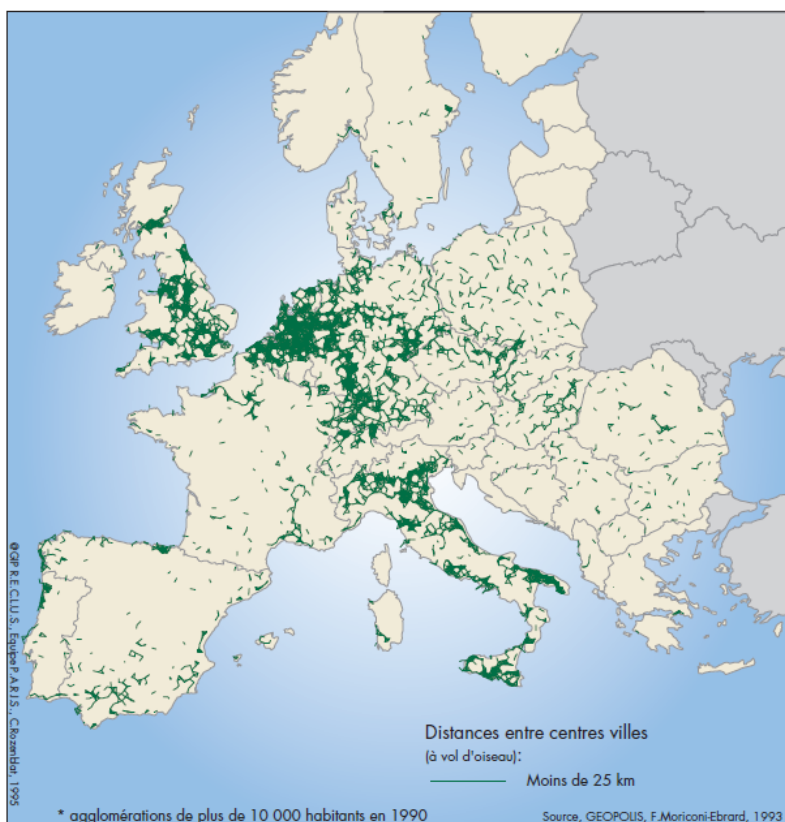 ©GIP R.E.C.L.U.S., Equipe P.A.R.I.S., C.Rozenblat, 1995
Distances entre centres villes
(à vol d'oiseau):
Moins de 25 km
* agglomérations de plus de 10 000 habitants en 1990
Source, GEOPOLIS, F.Moriconi-Ebrard, 1993